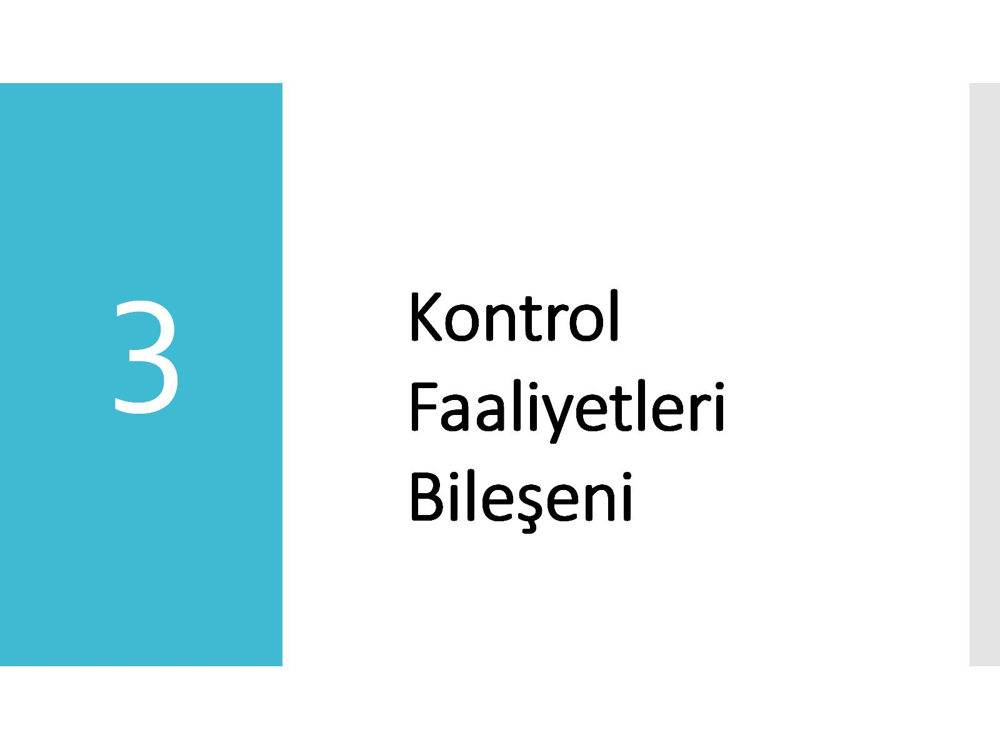 3
Kontrol
Faaliyetleri
Bileşeni